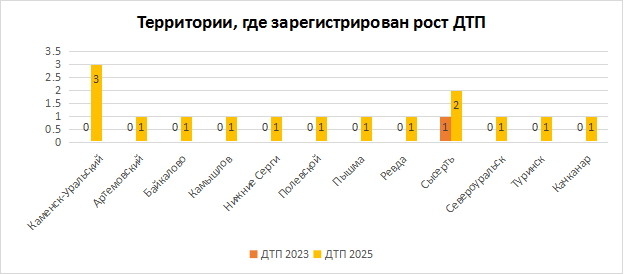 Территории, где зарегистрирован рост ДТП
3.5
3
2.5
2
1.5
1
0.5
0
0 3 0 1 0 1 0 1 0 1 0 1 0 1 0 1 1 2 0 1 0 1 0 1
Каменск-Уральский
Артемовский
Байкалово
Камышлов
Нижние Серги
Полевской
Пышма
Ревда
Сысерть
Североуральск
Туринск
Качканар
ДТП 2023 ДТП 2025